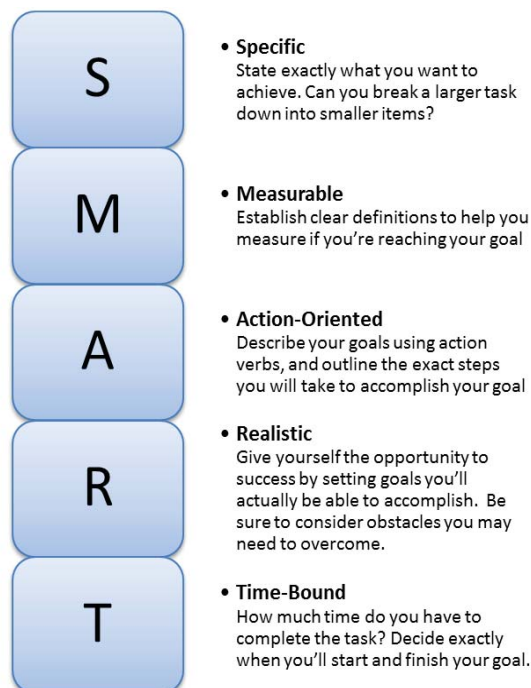 S
• Specific
State exactly what you want to
achieve. Can you break a larger task
down into smaller items?
M
• Measurable
Establish clear definitions to help you
measure if you’re reaching your goal
A
• Action-Oriented
Describe your goals using action
verbs, and outline the exact steps
you will take to accomplish your goal
R
• Realistic
Give yourself the opportunity to
success by setting goals you’ll
actually be able to accomplish.  Be
sure to consider obstacles you may
need to overcome.
T
• Time-Bound
How much time do you have to
complete the task? Decide exactly
when you’ll start and finish your goal.